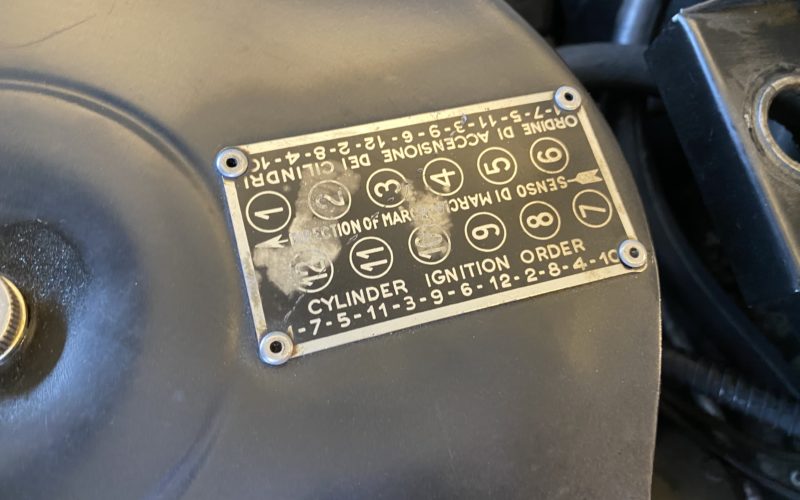 ORDINE DI ACCENSIONE DEI CILINDRI
1-7-5-11-3-9-6-12-2-8-4-10
1 2 3 4 5 6
DIRECTION OF MARCH SENSO DI MARCIA
12 11 10 9 8 7
CYLINDER IGNITION ORDER
1-7-5-11-3-9-6-12-2-8-4-10